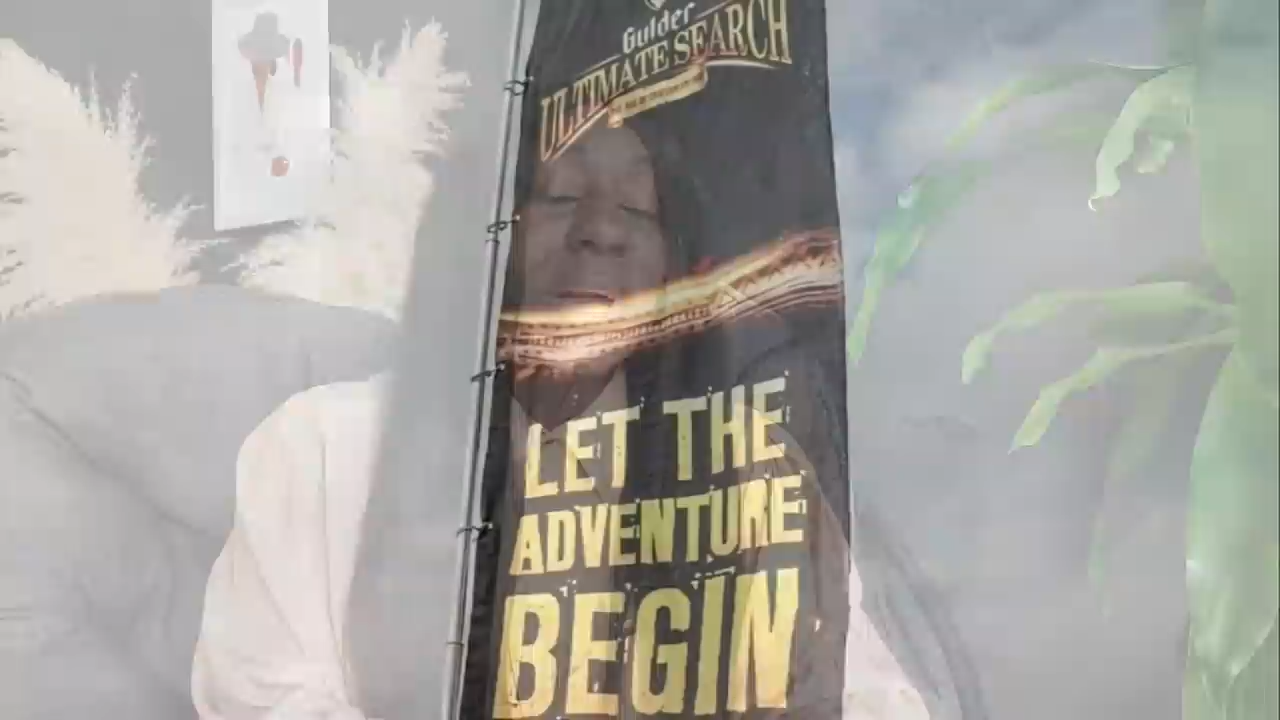 Gulder
ULTIMATE SEARCH
LET THE
ADVENTURE
BEGIN